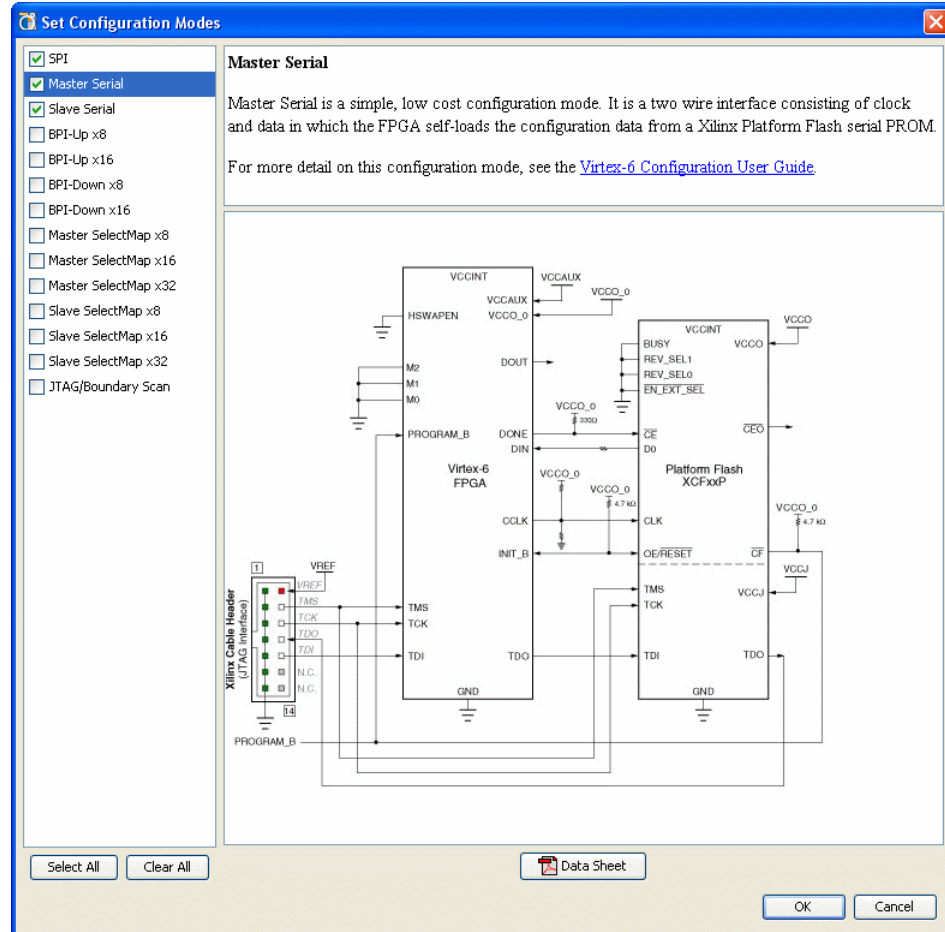 Set Configuration Modes
SPI
Master Serial
Slave Serial
BPI-Up x8
BPI-Up x16
BPI-Down x8
BPI-Down x16
Master SelectMap x8
Master SelectMap x16
Master SelectMap x32
Slave SelectMap x8
Slave SelectMap x16
Slave SelectMap x32
JTAG/Boundary Scan
Select All
Clear All
Master Serial
Master Serial is a simple, low cost configuration mode. It is a two wire interface consisting of clock
and data in which the FPGA self-loads the configuration data from a Xilinx Platform Flash serial PROM.
For more detail on this configuration mode, see the Virtex-6 Configuration User Guide.
VCCINT
VCCAUX
VCCAUX
VCCO_0
HSWAPEN
VCCO_0
M2
M1
M0
DOUT
PROGRAM_B
DONE
DIN
Virtex-6
FPGA
CCLK
INIT_B
TMS
TCK
TDI
TDO
GND
VCCO_0
330Ω
VCCO_0
VCCO_0
4.7 kΩ
VCCINT
VCCO
VCCO
BUSY
REV_SEL1
REV_SEL0
EN_EXT_SEL
CE
D0
CEO
Platform Flash
XCFxxP
CLK
OE/RESET
CF
VCCO_0
4.7 kΩ
VCCJ
VCCJ
TMS
TCK
TDI
TDO
GND
Xilinx Cable Header
(JTAG Interface)
1
VREF
VREF
TMS
TCK
TDO
TDI
N.C.
N.C.
14
PROGRAM_B
Data Sheet
OK
Cancel